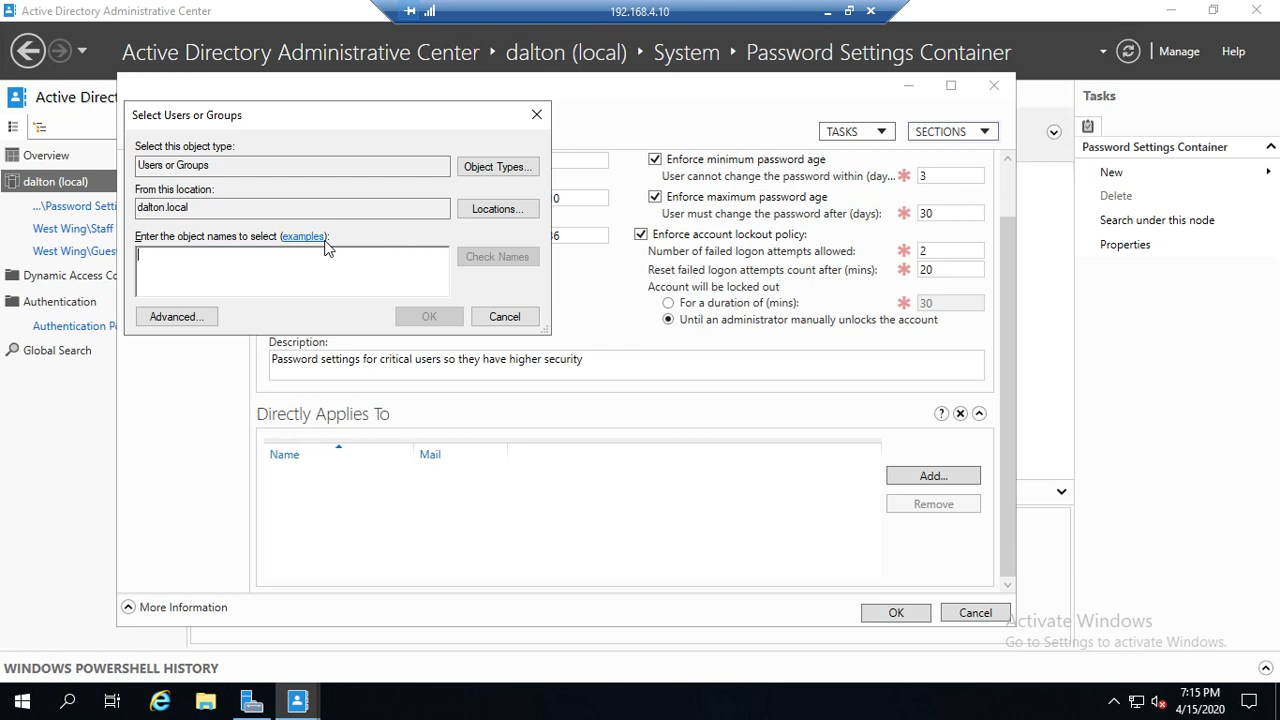 Active Directory Administrative Center
192.168.4.10
Active Directory Administrative Center • dalton (local) • System • Password Settings Container
Manage
Help
Active Direct
Overview
dalton (local)
...\Password Setti
West Wing\Staff
West Wing\Gues
Dynamic Access Co
Authentication
Authentication Po
Global Search
Select Users or Groups
Select this object type:
Users or Groups
Object Types...
From this location:
dalton.local
Locations...
Enter the object names to select (examples):
Check Names
Advanced...
OK
Cancel
TASKS
SECTIONS
Enforce minimum password age
User cannot change the password within (day...
3
0
Enforce maximum password age
User must change the password after (days):
30
Enforce account lockout policy:
Number of failed logon attempts allowed:
2
Reset failed logon attempts count after (mins):
20
Account will be locked out
For a duration of (mins):
30
Until an administrator manually unlocks the account
Description:
Password settings for critical users so they have higher security
Directly Applies To
Name
Mail
Add...
Remove
More Information
OK
Cancel
Tasks
Password Settings Container
New
Delete
Search under this node
Properties
Activate Windows
Go to Settings to activate Windows.
WINDOWS POWERSHELL HISTORY
7:15 PM
4/15/2020